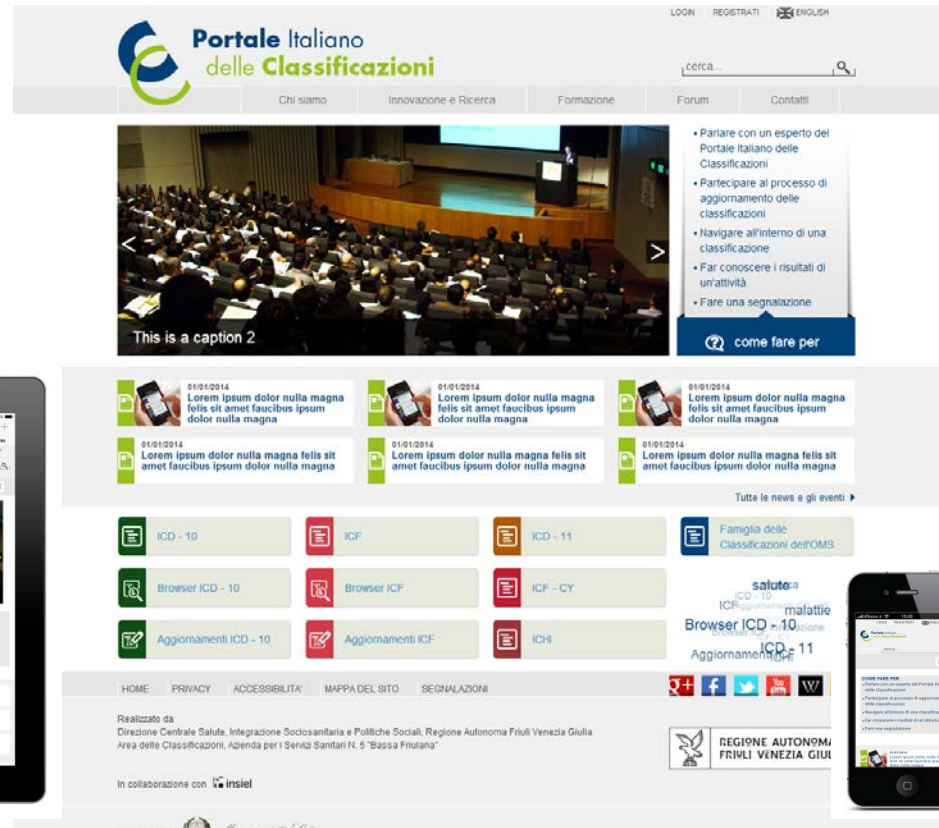 LOGIN REGISTRATI ENGLISH
Portale Italiano
delle Classificazioni
cerca...
Chi siamo Innovazione e Ricerca Formazione Forum Contatti
• Parlare con un esperto del
Portale Italiano delle
Classificazioni
• Partecipare al processo di
aggiornamento delle
classificazioni
• Navigare all'interno di una
classificazione
• Far conoscere i risultati di
un'attività
• Fare una segnalazione
come fare per
< >
This is a caption 2
01/01/2014
Lorem ipsum dolor nulla magna
felis sit amet faucibus ipsum
dolor nulla magna
01/01/2014
Lorem ipsum dolor nulla magna
felis sit amet faucibus ipsum
dolor nulla magna
01/01/2014
Lorem ipsum dolor nulla magna
felis sit amet faucibus ipsum
dolor nulla magna
01/01/2014
Lorem ipsum dolor nulla magna felis sit
amet faucibus ipsum dolor nulla magna
01/01/2014
Lorem ipsum dolor nulla magna felis sit
amet faucibus ipsum dolor nulla magna
01/01/2014
Lorem ipsum dolor nulla magna felis sit
amet faucibus ipsum dolor nulla magna
Tutte le news e gli eventi
ICD - 10
ICF
ICD - 11
Famiglia delle
Classificazioni dell'OMS
Browser ICD - 10
Browser ICF
ICF - CY
Aggiornamenti ICD - 10
Aggiornamenti ICF
ICHI
salute
ICD - 10
ICF
malattie
Browser ICD - 10
ICD - 11
HOME PRIVACY ACCESSIBILITA' MAPPA DEL SITO SEGNALAZIONI
Realizzato da
Direzione Centrale Salute, Integrazione Sociosanitaria e Politiche Sociali, Regione Autonoma Friuli Venezia Giulia
Area delle Classificazioni, Azienda per i Servizi Sanitari N. 5 "Bassa Friulana"
REGIONE AUTONOMA
FRIULI VENEZIA GIUL
In collaborazione con insiel
COME FARE PER